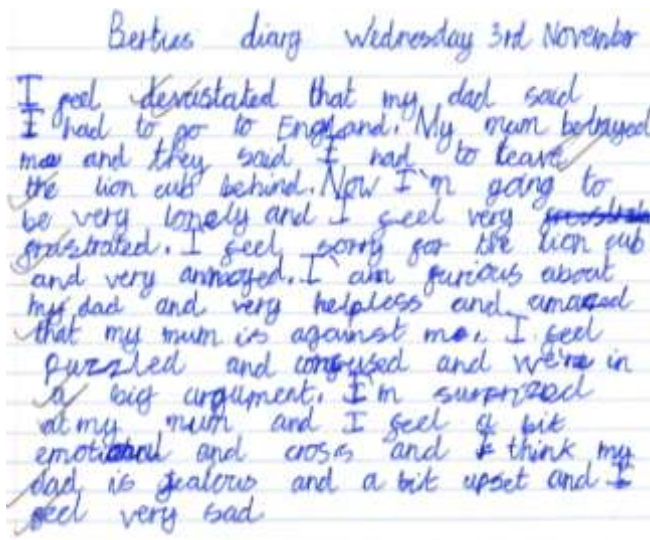 Berties diary Wednesday 3rd November
I feel devastated that my dad said
I had to go to England. My mum betrayed
me and they said I had to leave
the lion cub behind. Now I'm going to
be very lonely and I feel very
frastrated. I feel sorry for the lion cub
and very annoyed. I'am furious about
my dad and very helpless and amazed
that my mum is against me. I feel
puzzled and confused and we're in
a big argument. I'm surprized
at my mum and I feel a bit
emotional and cross and I think my
dad is jealous and a bit upset and I
feel very sad